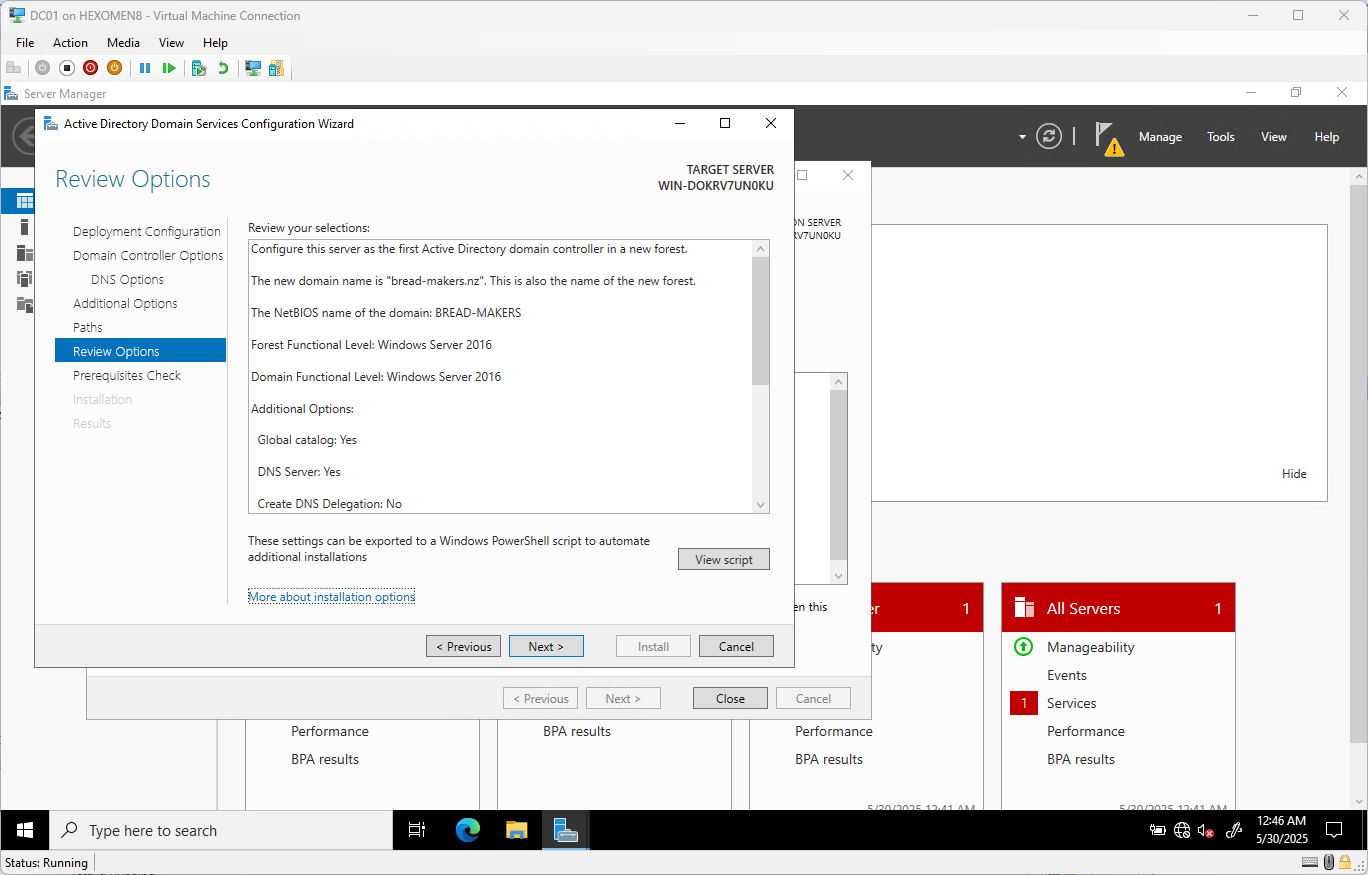 DC01 on HEXOMEN8 - Virtual Machine Connection
File Action Media View Help
Server Manager
Manage Tools View Help
Active Directory Domain Services Configuration Wizard
Review Options
TARGET SERVER
WIN-DOKRV7UN0KU
Deployment Configuration
Domain Controller Options
DNS Options
Additional Options
Paths
Review Options
Prerequisites Check
Installation
Results
Review your selections:
Configure this server as the first Active Directory domain controller in a new forest.
The new domain name is "bread-makers.nz". This is also the name of the new forest.
The NetBIOS name of the domain: BREAD-MAKERS
Forest Functional Level: Windows Server 2016
Domain Functional Level: Windows Server 2016
Additional Options:
Global catalog: Yes
DNS Server: Yes
Create DNS Delegation: No
These settings can be exported to a Windows PowerShell script to automate
additional installations
View script
More about installation options
< Previous Next > Install Cancel
ON SERVER
RV7UN0KU
en this
< Previous Next > Close Cancel
Hide
er 1
ty
Performance
BPA results
BPA results
Performance
BPA results
5/30/2025 12:41 AM
All Servers 1
Manageability
Events
1 Services
Performance
BPA results
5/30/2025 12:41 AM
Type here to search
12:46 AM
5/30/2025
Status: Running